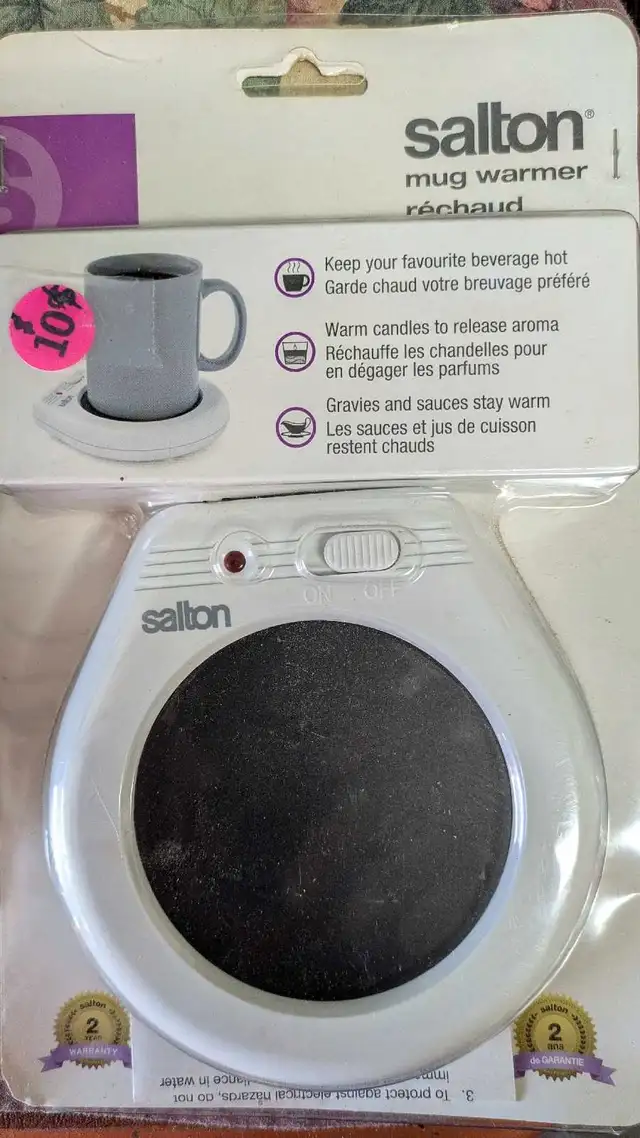 salton®
mug warmer
réchaud
10$
Keep your favourite beverage hot
Garde chaud votre breuvage préféré
Warm candles to release aroma
Réchauffe les chandelles pour
en dégager les parfums
Gravies and sauces stay warm
Les sauces et jus de cuisson
restent chauds
ON OFF
salton
salton
2
YEAR
WARRANTY
salton
2
ans
de GARANTIE
3. To protect against electrical hazards, do not
in water